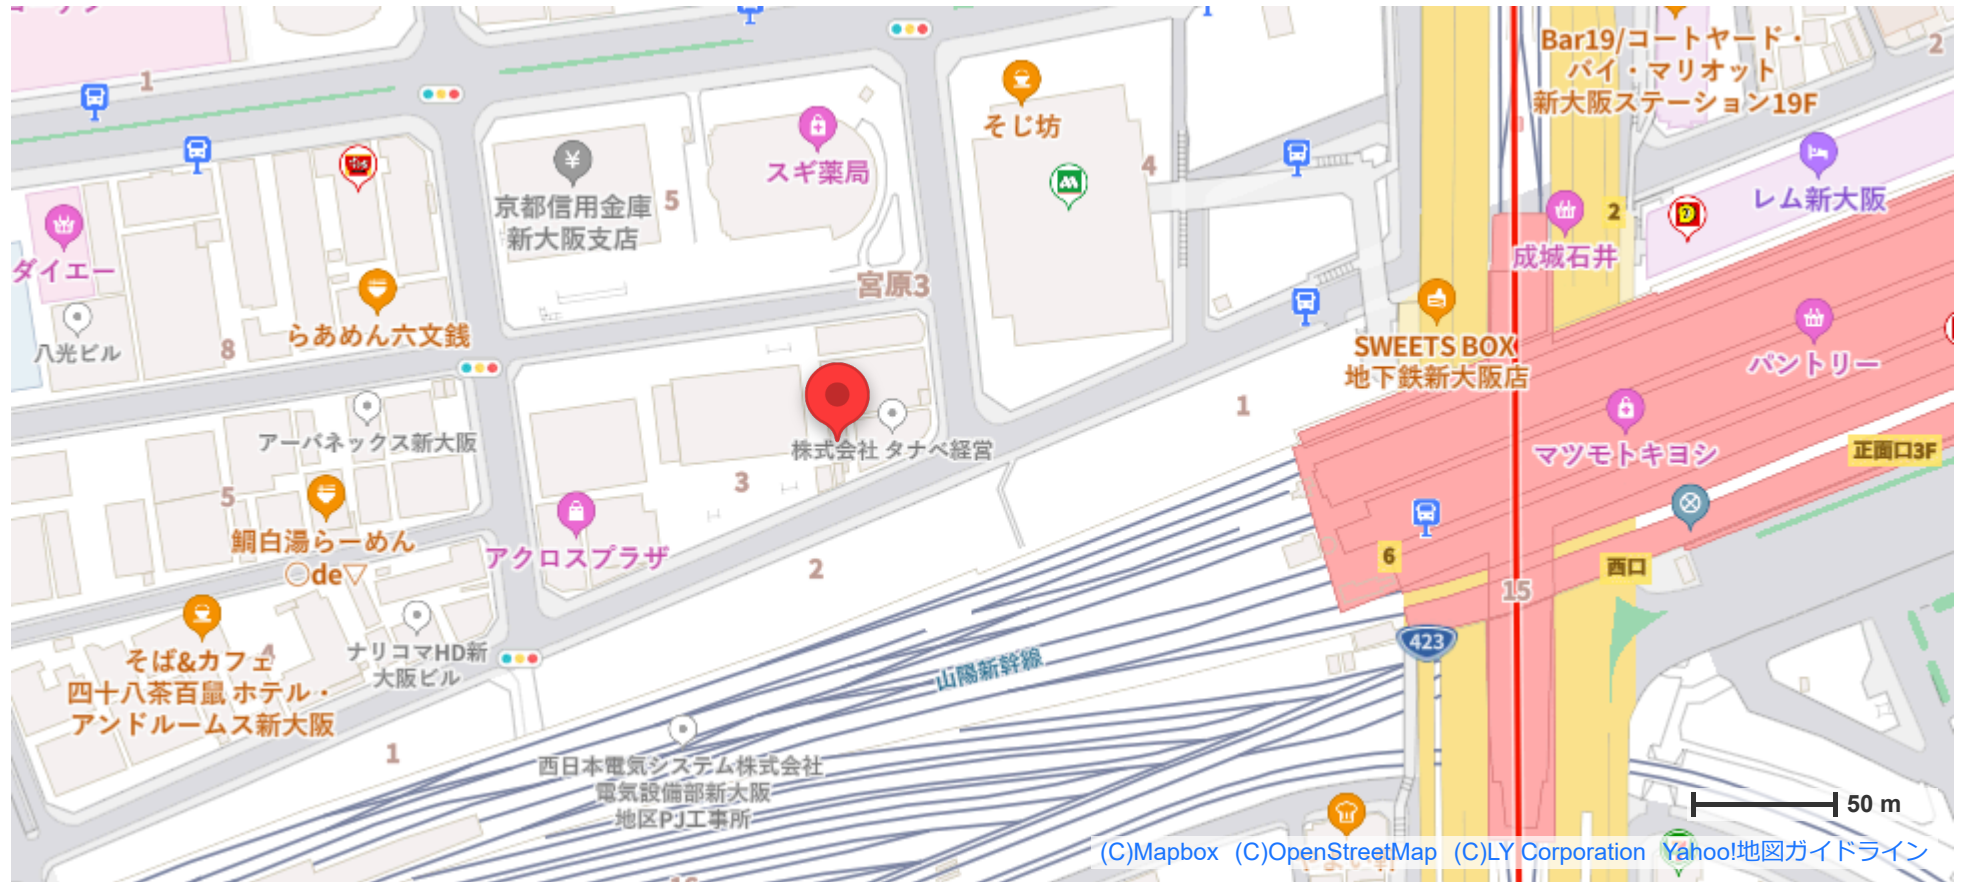 1
Bar19/コートヤード・
バイ・マリオット
新大阪ステーション19F
2
そじ坊
スギ薬局
4
京都信用金庫
新大阪支店
5
レム新大阪
2
成城石井
ダイエー
宮原3
らあめん六文銭
八光ビル
8
SWEETS BOX
地下鉄新大阪店
パントリー
1
アーバネックス新大阪
株式会社 タナベ経営
マツモトキヨシ
正面口3F
3
5
鯛白湯らーめん
○de▽
アクロスプラザ
2
6
西口
15
423
そば&カフェ
四十八茶百鼠 ホテル・
アンドルームス新大阪
4
ナリコマHD新
大阪ビル
山陽新幹線
1
西日本電気システム株式会社
電気設備部新大阪
地区PJ工事所
50 m
(C)Mapbox (C)OpenStreetMap (C)LY Corporation Yahoo!地図ガイドライン